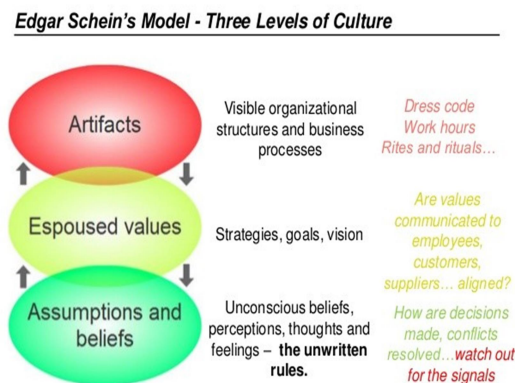 Edgar Schein's Model - Three Levels of Culture
Artifacts
Visible organizational
structures and business
processes
Dress code
Work hours
Rites and rituals…
Espoused values
Strategies, goals, vision
Are values
communicated to
employees,
customers,
suppliers… aligned?
Assumptions and
beliefs
Unconscious beliefs,
perceptions, thoughts and
feelings – the unwritten
rules.
How are decisions
made, conflicts
resolved…watch out
for the signals